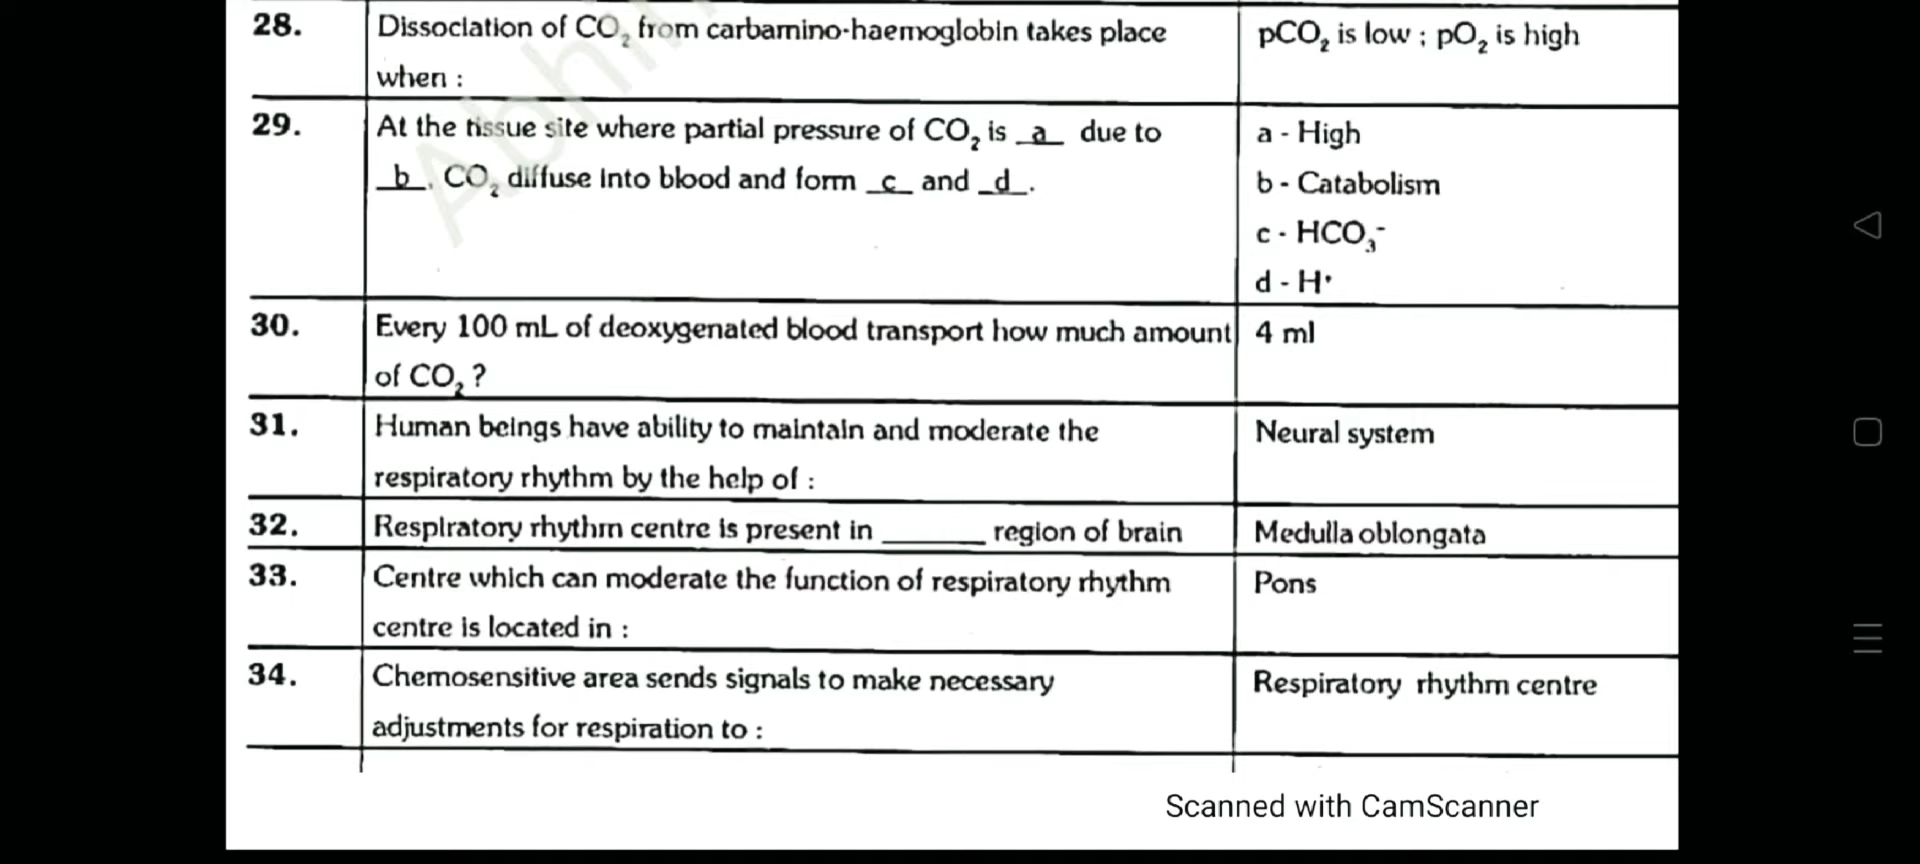 28. Dissociation of CO₂ from carbamino-haemoglobin takes place pCO₂ is low ; pO₂ is high
when :
29. At the tissue site where partial pressure of CO₂ is _a_ due to a - High
_b_. CO₂ diffuse into blood and form _c_ and _d_. b - Catabolism
c - HCO₃⁻
d - H⁺
30. Every 100 mL of deoxygenated blood transport how much amount 4 ml
of CO₂ ?
31. Human beings have ability to maintain and moderate the Neural system
respiratory rhythm by the help of :
32. Respiratory rhythm centre is present in ______ region of brain Medulla oblongata
33. Centre which can moderate the function of respiratory rhythm Pons
centre is located in :
34. Chemosensitive area sends signals to make necessary Respiratory rhythm centre
adjustments for respiration to :
Scanned with CamScanner